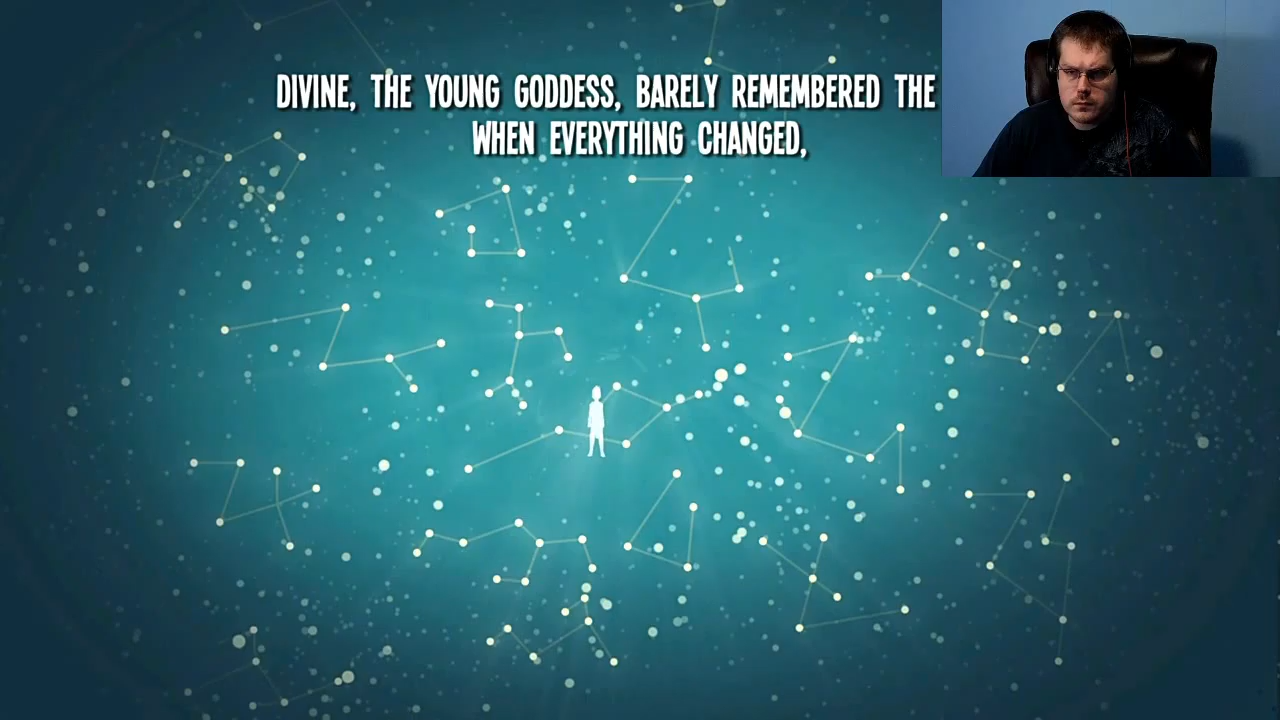 DIVINE, THE YOUNG GODDESS, BARELY REMEMBERED THE
WHEN EVERYTHING CHANGED,